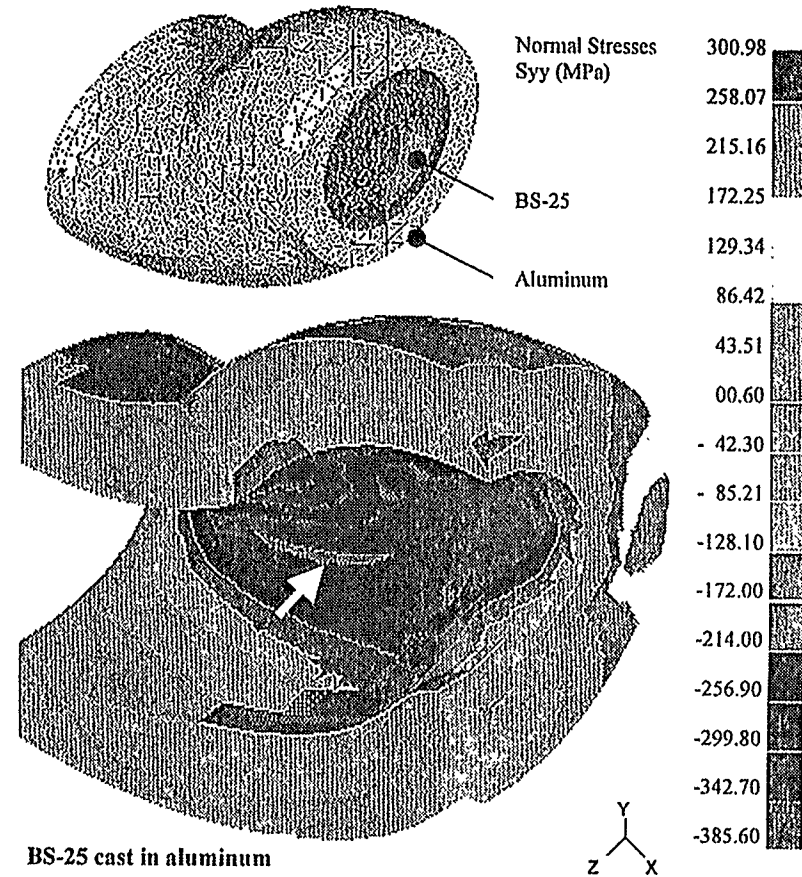 Normal Stresses
Syy (MPa)
300.98
258.07
215.16
172.25
129.34
86.42
43.51
00.60
- 42.30
- 85.21
-128.10
-172.00
-214.00
-256.90
-299.80
-342.70
-385.60
BS-25
Aluminum
BS-25 cast in aluminum
Y
Z
X